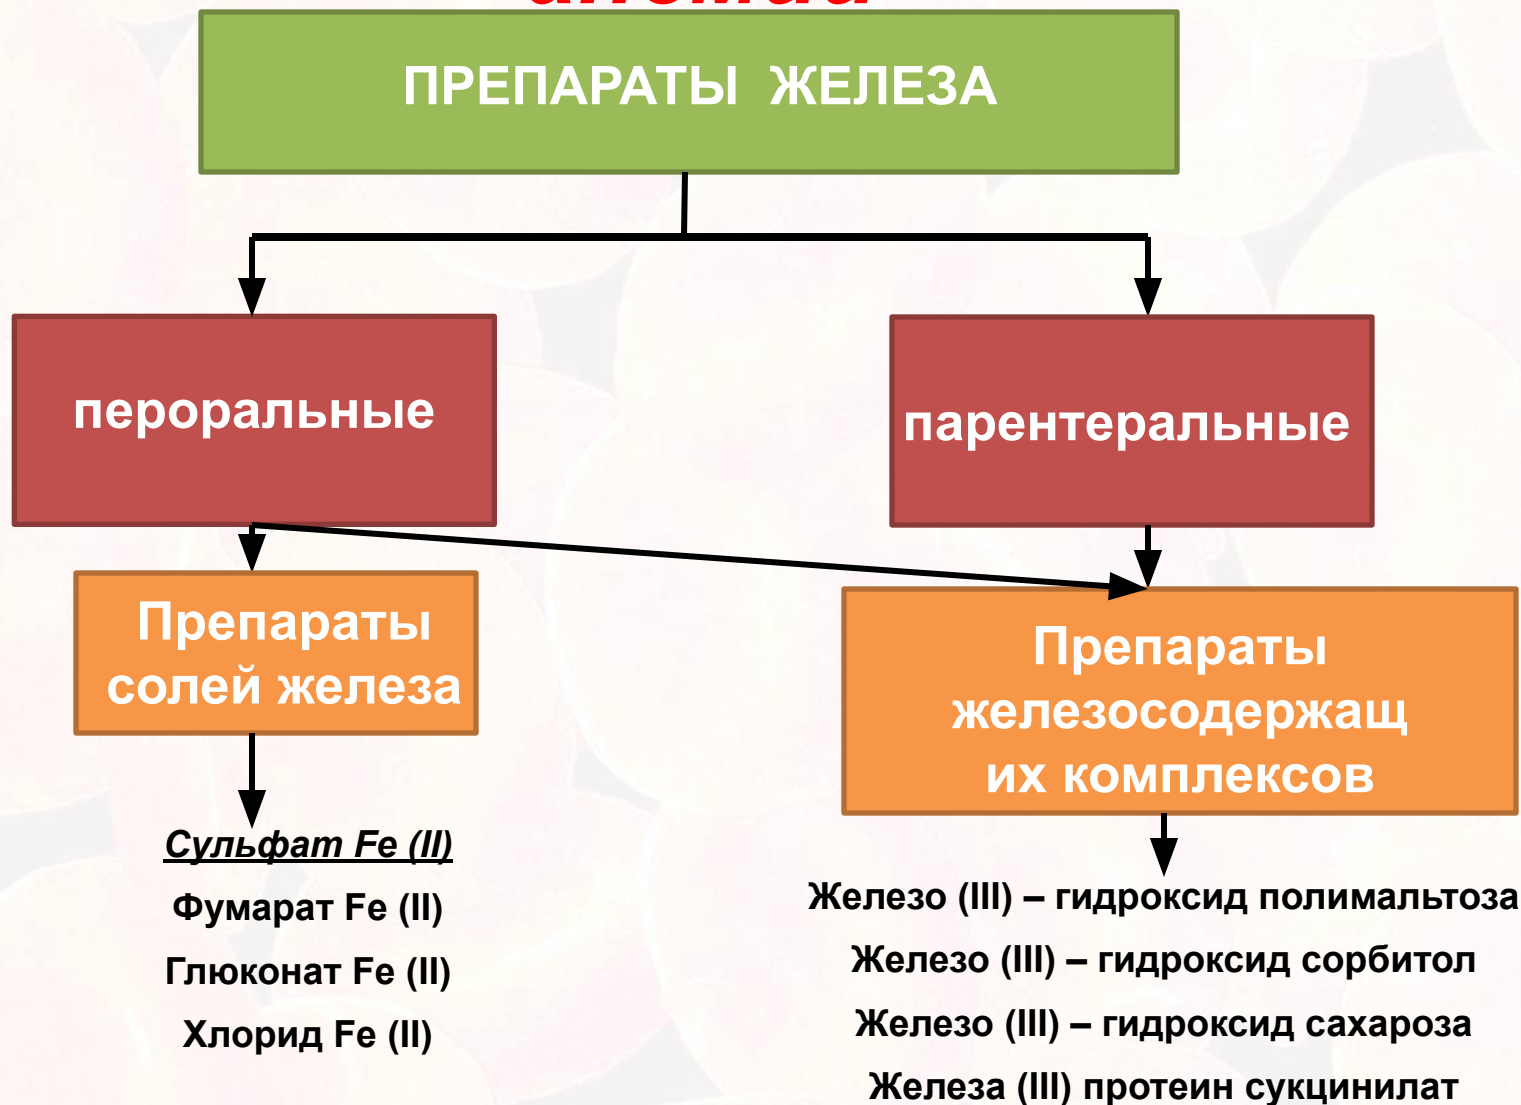 ПРЕПАРАТЫ ЖЕЛЕЗА
пероральные
парентеральные
Препараты
солей железа
Препараты
железосодержащ
их комплексов
Сульфат Fe (II)
Фумарат Fe (II)
Глюконат Fe (II)
Хлорид Fe (II)
Железо (III) – гидроксид полимальтоза
Железо (III) – гидроксид сорбитол
Железо (III) – гидроксид сахароза
Железа (III) протеин сукцинилат